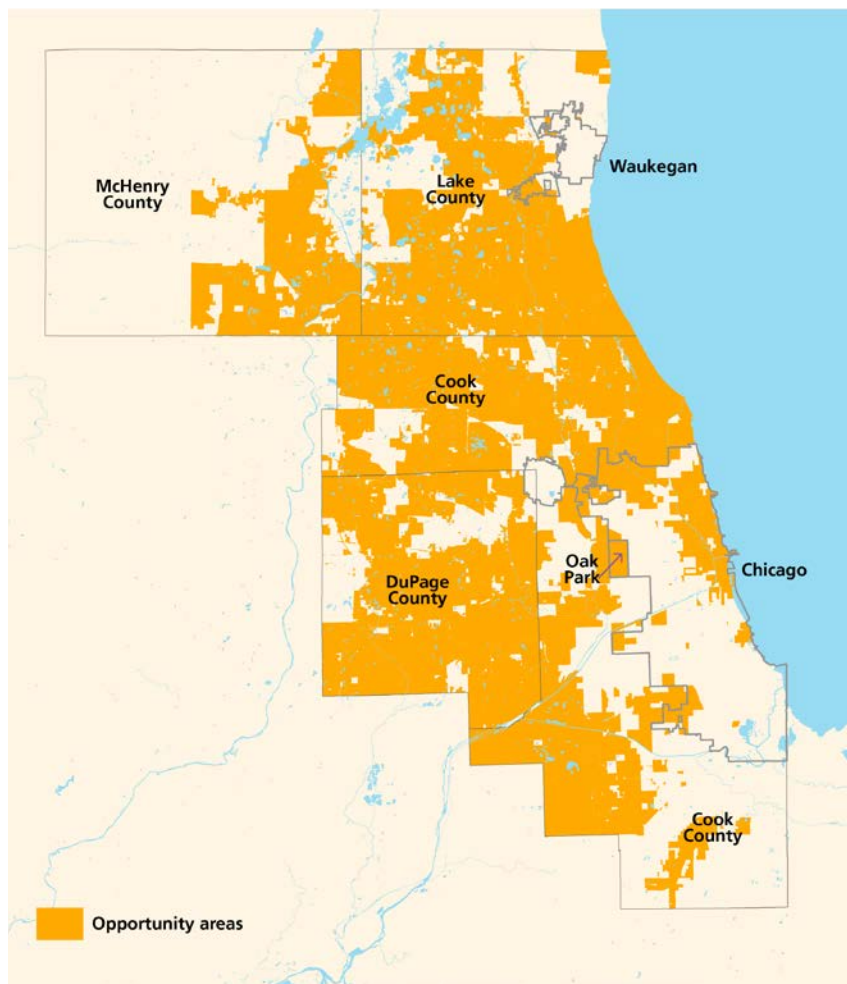 Waukegan
McHenry
County
Lake
County
Cook
County
Oak
Park
Chicago
DuPage
County
Cook
County
Opportunity areas